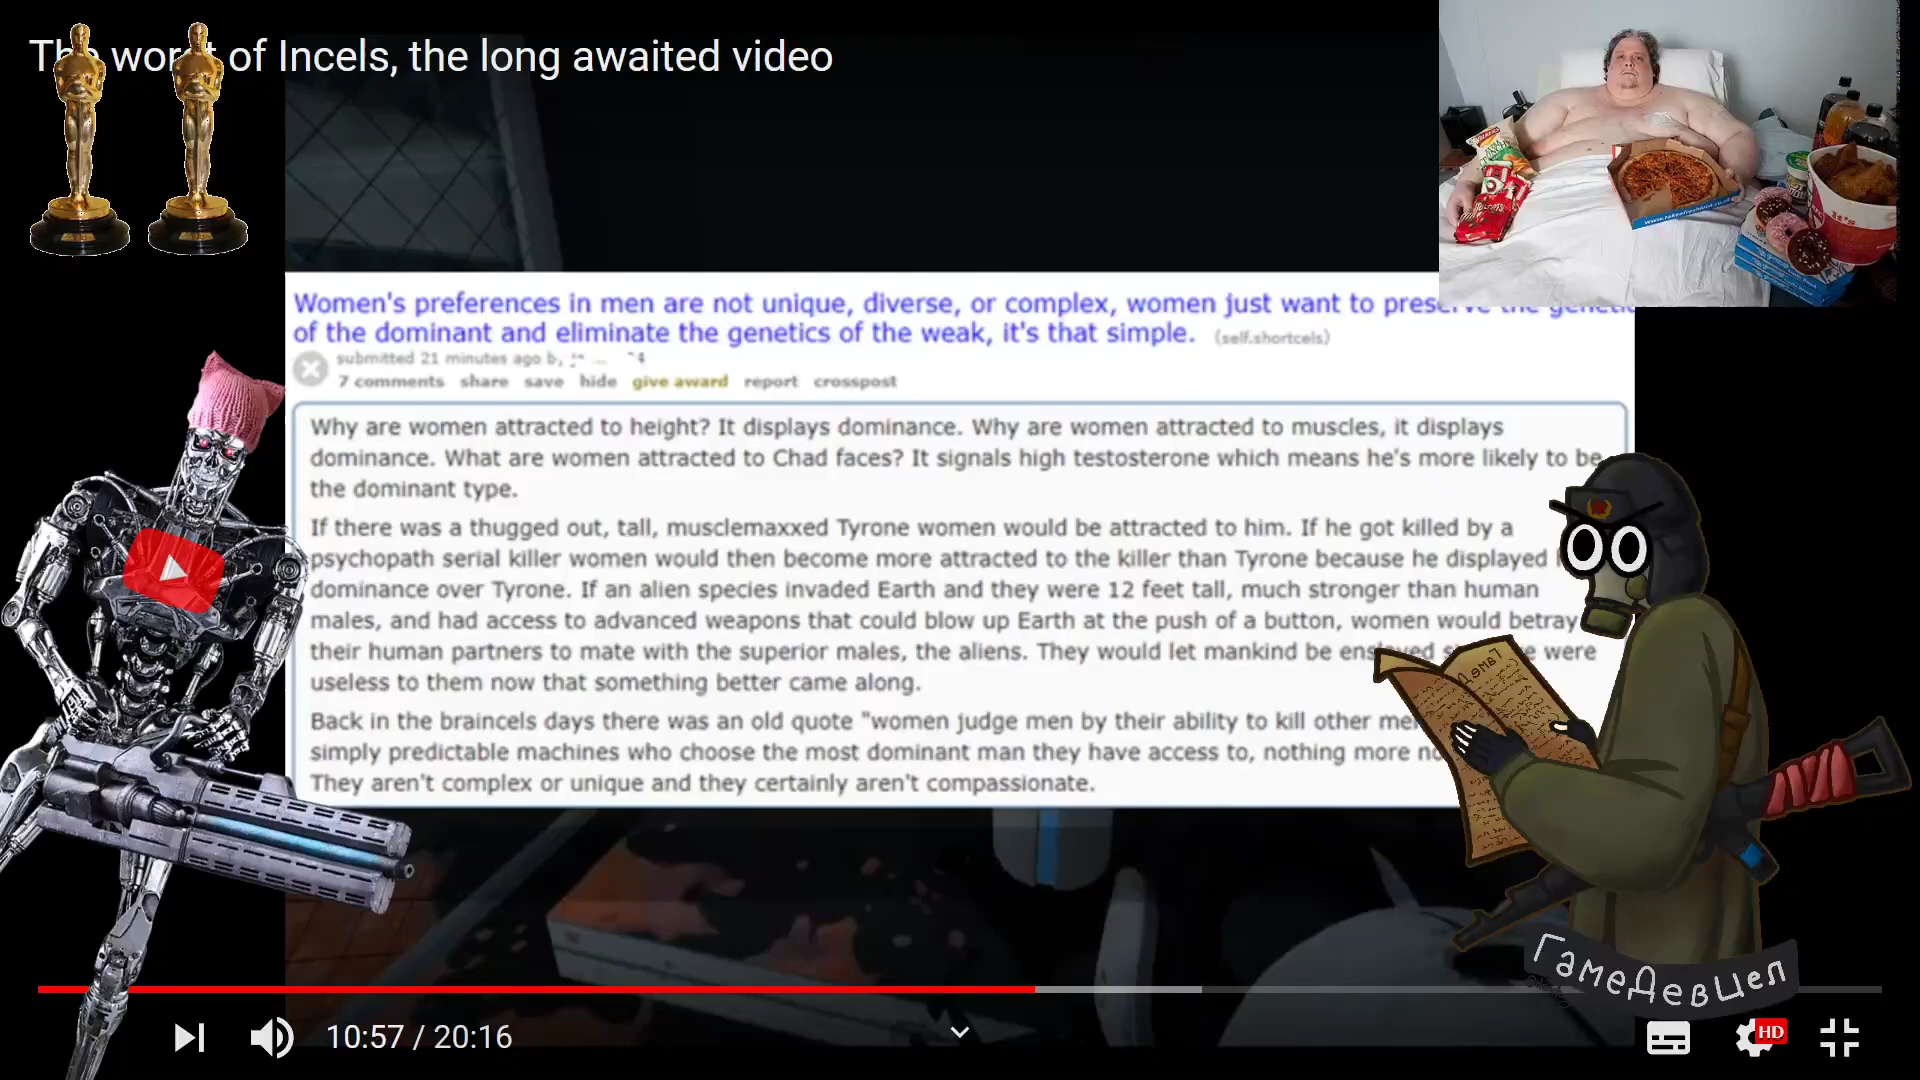 The worst of Incels, the long awaited video
Women's preferences in men are not unique, diverse, or complex, women just want to preserve the genetic
of the dominant and eliminate the genetics of the weak, it's that simple. (self.shortcels)
submitted 21 minutes ago b
7 comments share save hide give award report crosspost
Why are women attracted to height? It displays dominance. Why are women attracted to muscles, it displays
dominance. What are women attracted to Chad faces? It signals high testosterone which means he's more likely to be
the dominant type.
If there was a thugged out, tall, musclemaxxed Tyrone women would be attracted to him. If he got killed by a
psychopath serial killer women would then become more attracted to the killer than Tyrone because he displayed
dominance over Tyrone. If an alien species invaded Earth and they were 12 feet tall, much stronger than human
males, and had access to advanced weapons that could blow up Earth at the push of a button, women would betray
their human partners to mate with the superior males, the aliens. They would let mankind be enslaved were
useless to them now that something better came along.
Back in the braincels days there was an old quote "women judge men by their ability to kill other me
simply predictable machines who choose the most dominant man they have access to, nothing more no
They aren't complex or unique and they certainly aren't compassionate.
ГамеДевЦел
10:57 / 20:16
HD